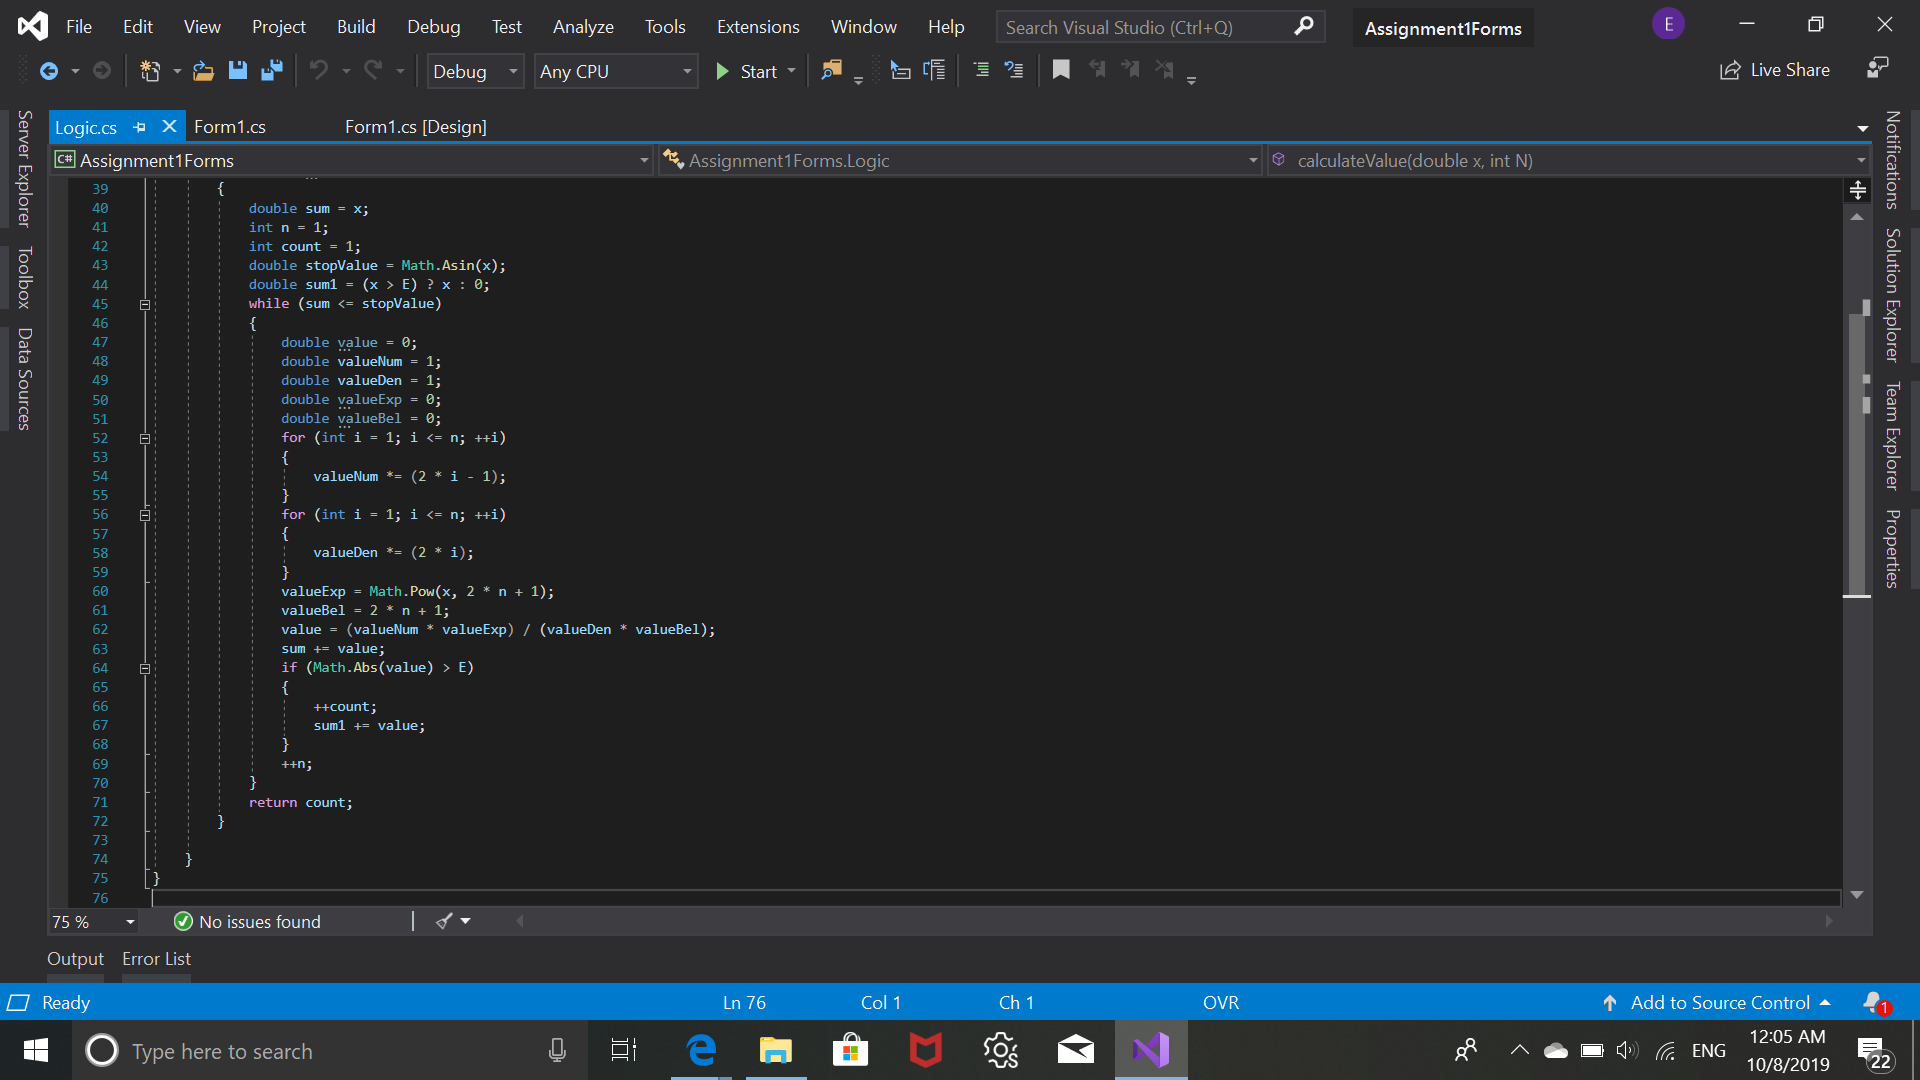 File Edit View Project Build Debug Test Analyze Tools Extensions Window Help Search Visual Studio (Ctrl+Q) Assignment1Forms E
Debug Any CPU Start Live Share
Server Explorer
Toolbox
Data Sources
Logic.cs Form1.cs Form1.cs [Design]
C# Assignment1Forms Assignment1Forms.Logic calculateValue(double x, int N)
39 {
40 double sum = x;
41 int n = 1;
42 int count = 1;
43 double stopValue = Math.Asin(x);
44 double sum1 = (x > E) ? x : 0;
45 while (sum <= stopValue)
46 {
47 double value = 0;
48 double valueNum = 1;
49 double valueDen = 1;
50 double valueExp = 0;
51 double valueBel = 0;
52 for (int i = 1; i <= n; ++i)
53 {
54 valueNum *= (2 * i - 1);
55 }
56 for (int i = 1; i <= n; ++i)
57 {
58 valueDen *= (2 * i);
59 }
60 valueExp = Math.Pow(x, 2 * n + 1);
61 valueBel = 2 * n + 1;
62 value = (valueNum * valueExp) / (valueDen * valueBel);
63 sum += value;
64 if (Math.Abs(value) > E)
65 {
66 ++count;
67 sum1 += value;
68 }
69 ++n;
70 }
71 return count;
72 }
73
74 }
75 }
76
Notifications
Solution Explorer
Team Explorer
Properties
75 % No issues found
Output Error List
Ready Ln 76 Col 1 Ch 1 OVR Add to Source Control 1
Type here to search ENG 12:05 AM
10/8/2019 22